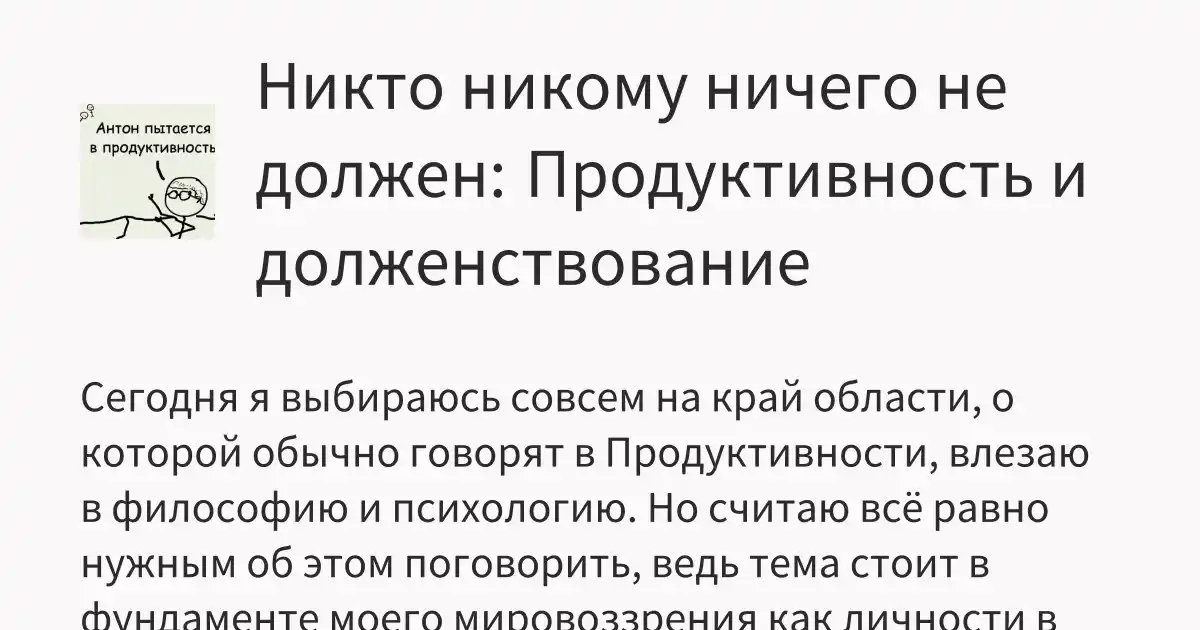 Никто никому ничего не
должен: Продуктивность и
долженствование
Антон пытается
в продуктивность
Сегодня я выбираюсь совсем на край области, о
которой обычно говорят в Продуктивности, влезаю
в философию и психологию. Но считаю всё равно
нужным об этом поговорить, ведь тема стоит в
фундаменте моего мировоззрения как личности в